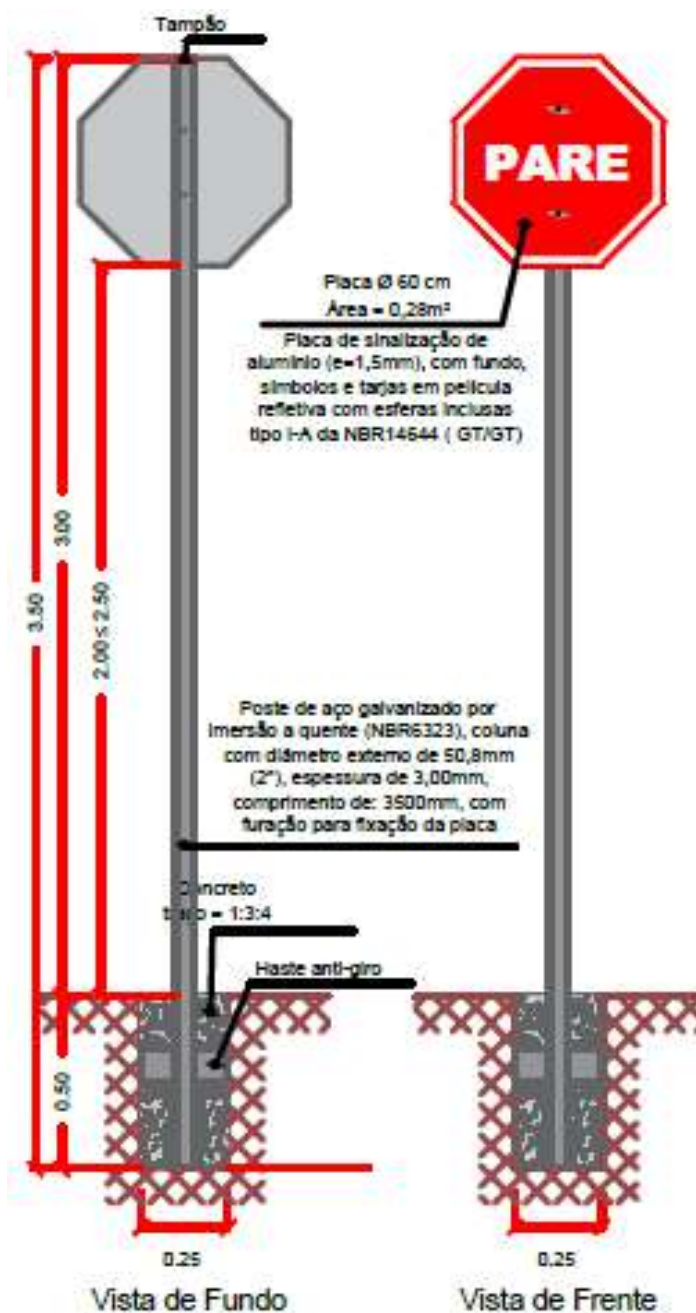 Tampão
PARE
Placa Ø 60 cm
Área = 0,28m²
Placa de sinalização de
alumínio (e=1,5mm), com fundo,
símbolos e tarjas em película
refletiva com esferas inclusas
tipo I-A da NBR14644 ( GT/GT)
3.50
3.00
2.00 ≤ 2.50
Poste de aço galvanizado por
imersão a quente (NBR6323), coluna
com diâmetro externo de 50,8mm
(2"), espessura de 3,00mm,
comprimento de: 3500mm, com
furação para fixação da placa
Concreto
= 1:3:4
Haste anti-giro
0.50
0.25
0.25
Vista de Fundo
Vista de Frente